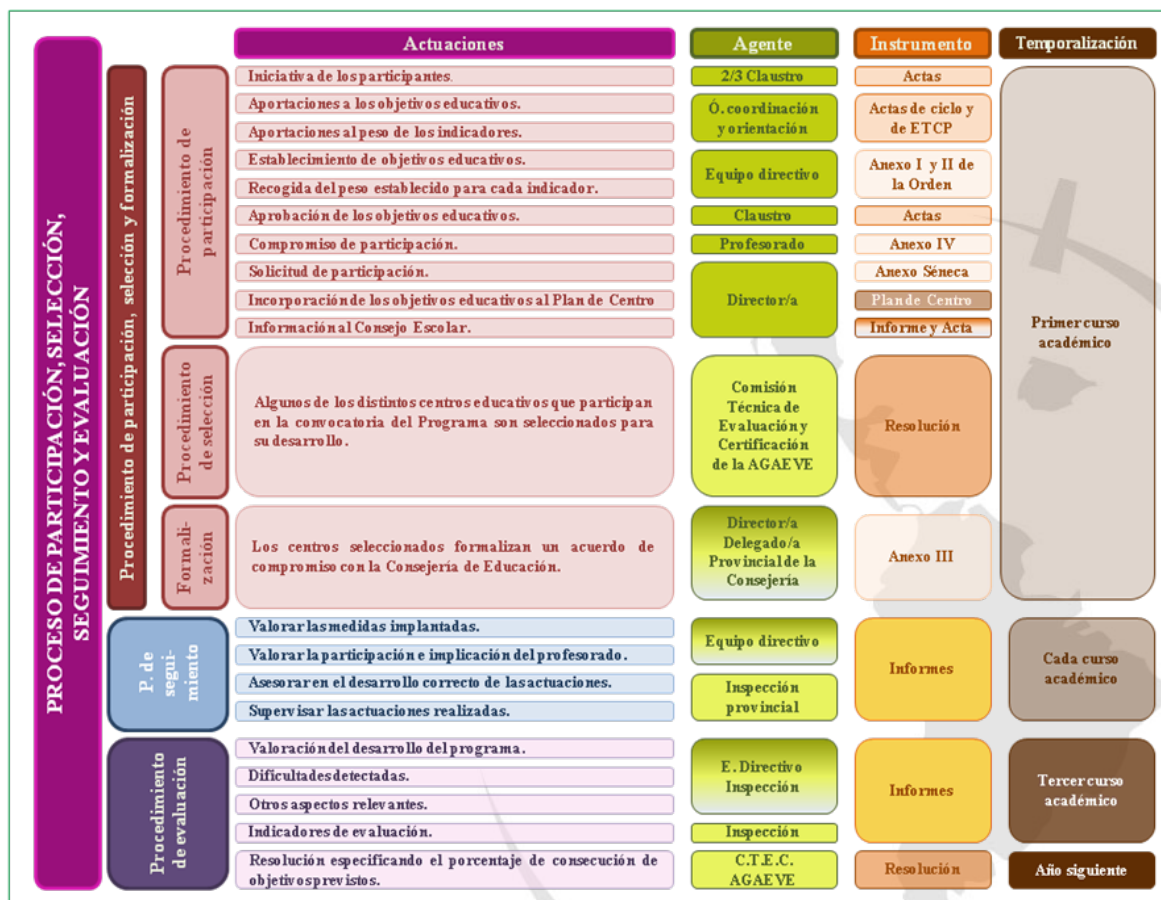 PROCESO DE PARTICIPACIÓN, SELECCIÓN,
SEGUIMIENTO Y EVALUACIÓN
Actuaciones
Agente
Instrumento
Temporalización
Procedimiento de participación, selección y formalización
Procedimiento de
participación
Iniciativa de los participantes.
2/3 Claustro
Actas
Aportaciones a los objetivos educativos.
Aportaciones al peso de los indicadores.
Ó. coordinación
y orientación
Actas de ciclo y
de ETCP
Establecimiento de objetivos educativos.
Recogida del peso establecido para cada indicador.
Equipo directivo
Anexo I y II de
la Orden
Aprobación de los objetivos educativos.
Claustro
Actas
Compromiso de participación.
Profesorado
Anexo IV
Solicitud de participación.
Incorporación de los objetivos educativos al Plan de Centro
Información al Consejo Escolar.
Director/a
Anexo Séneca
Plan de Centro
Informe y Acta
Primer curso
académico
Procedimiento
de selección
Algunos de los distintos centros educativos que participan
en la convocatoria del Programa son seleccionados para
su desarrollo.
Comisión
Técnica de
Evaluación y
Certificación
de la AGAEVE
Resolución
Formali-
zación
Los centros seleccionados formalizan un acuerdo de
compromiso con la Consejería de Educación.
Director/a
Delegado/a
Provincial de la
Consejería
Anexo III
P. de
segui-
miento
Valorar las medidas implantadas.
Valorar la participación e implicación del profesorado.
Asesorar en el desarrollo correcto de las actuaciones.
Supervisar las actuaciones realizadas.
Equipo directivo
Inspección
provincial
Informes
Cada curso
académico
Procedimiento
de evaluación
Valoración del desarrollo del programa.
Dificultades detectadas.
Otros aspectos relevantes.
Indicadores de evaluación.
Resolución especificando el porcentaje de consecución de
objetivos previstos.
E. Directivo
Inspección
Inspección
C.T.E.C.
AGAEVE
Informes
Resolución
Tercer curso
académico
Año siguiente